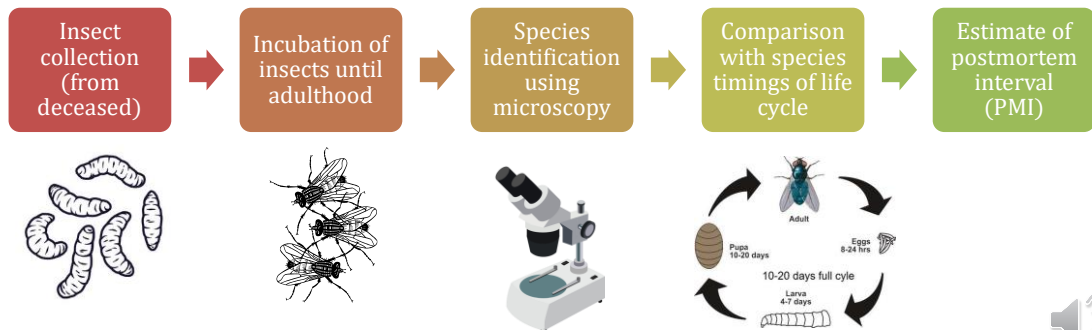 Insect
collection
(from
deceased)
Incubation of
insects until
adulthood
Species
identification
using
microscopy
Comparison
with species
timings of life
cycle
Estimate of
postmortem
interval
(PMI)
Adult
Eggs
8-24 hrs
Pupa
10-20 days
10-20 days full cyle
Larva
4-7 days